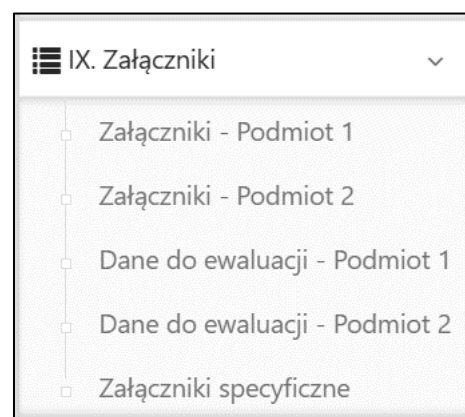 IX. Załączniki
Załączniki - Podmiot 1
Załączniki - Podmiot 2
Dane do ewaluacji - Podmiot 1
Dane do ewaluacji - Podmiot 2
Załączniki specyficzne